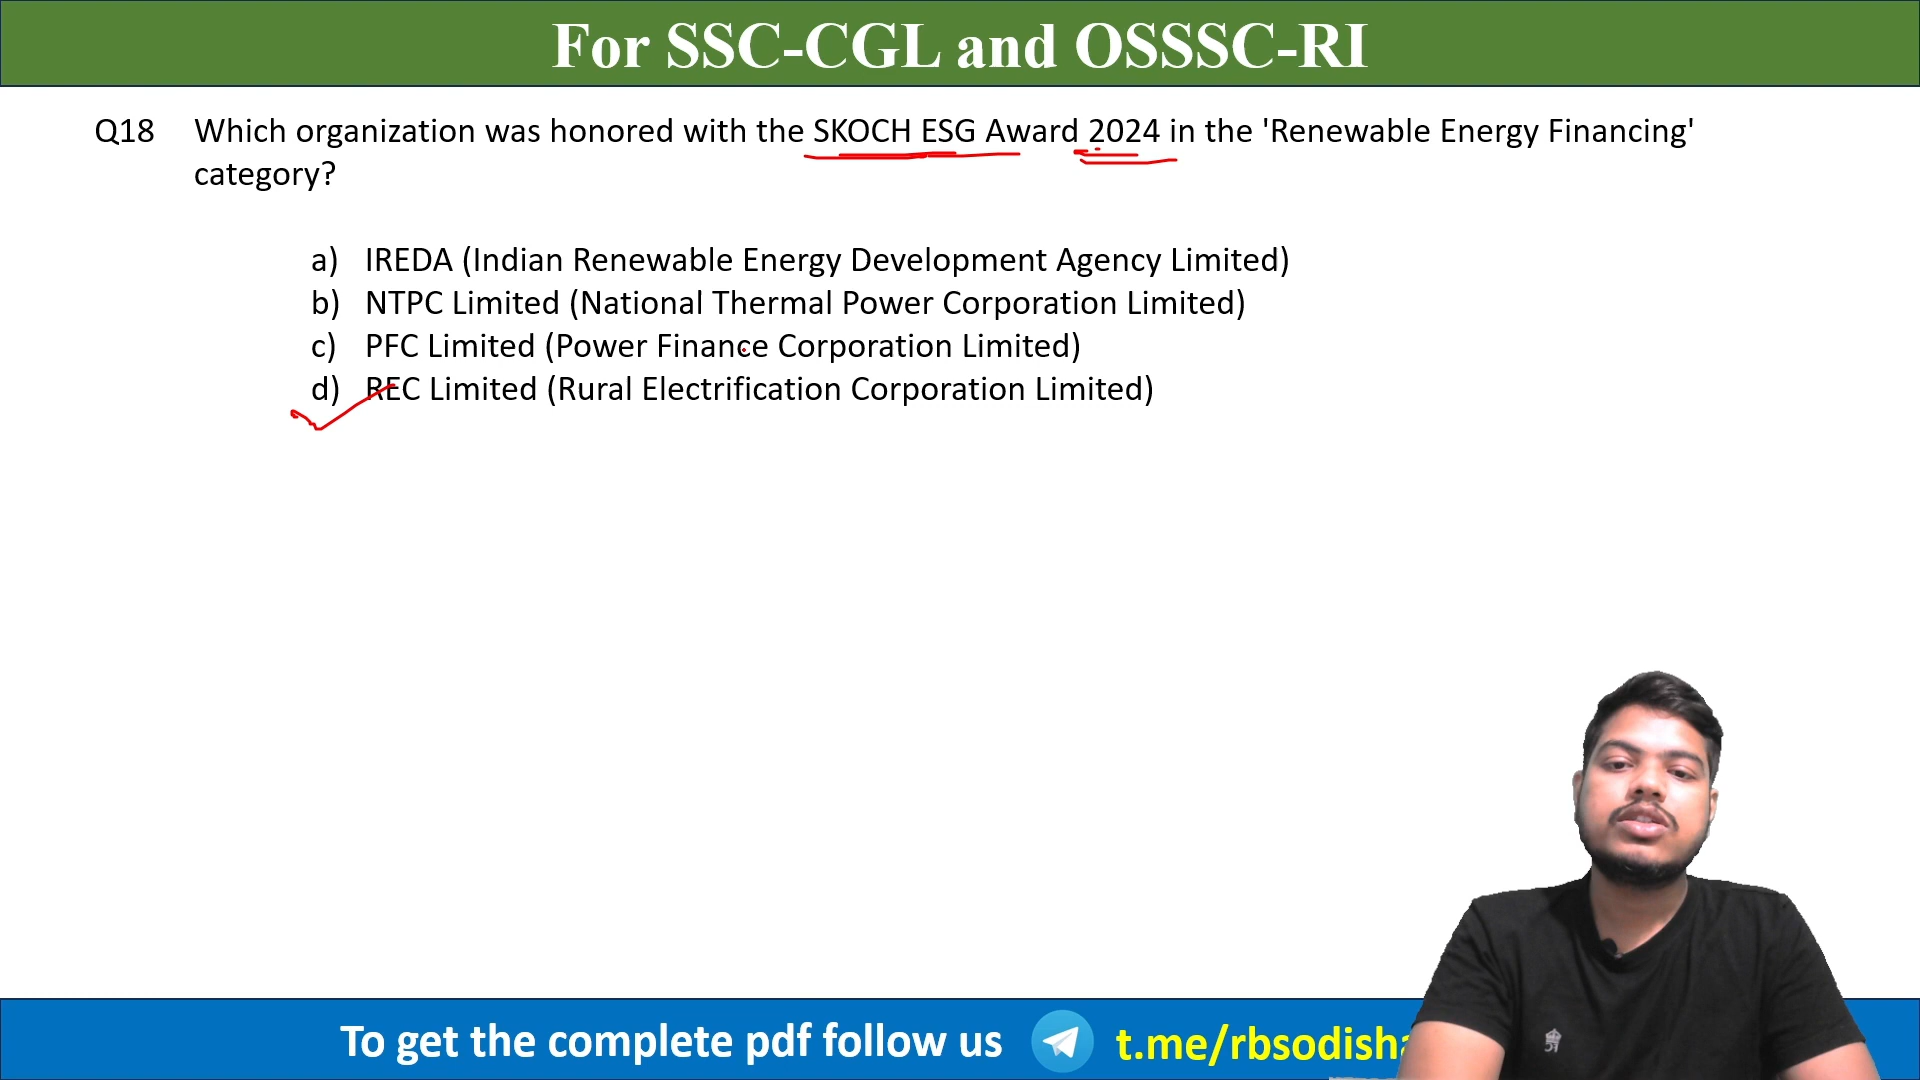 For SSC-CGL and OSSSC-RI
Q18 Which organization was honored with the SKOCH ESG Award 2024 in the 'Renewable Energy Financing'
category?
a) IREDA (Indian Renewable Energy Development Agency Limited)
b) NTPC Limited (National Thermal Power Corporation Limited)
c) PFC Limited (Power Finance Corporation Limited)
d) REC Limited (Rural Electrification Corporation Limited)
To get the complete pdf follow us t.me/rbsodisha